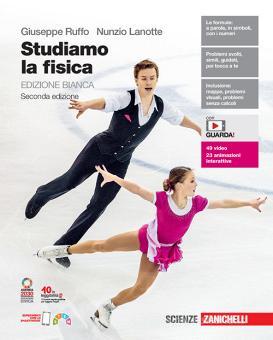 Giuseppe Ruffo   Nunzio Lanotte
Studiamo
la fisica
EDIZIONE BIANCA
Seconda edizione
Le formule:
a parole, in simboli,
con i numeri
Problemi svolti,
simili, guidati,
poi tocca a te
Inclusione:
mappe, problemi
visuali, problemi
senza calcoli
CON
GUARDA!
49 video
23 animazioni
interattive
SCIENZE ZANICHELLI